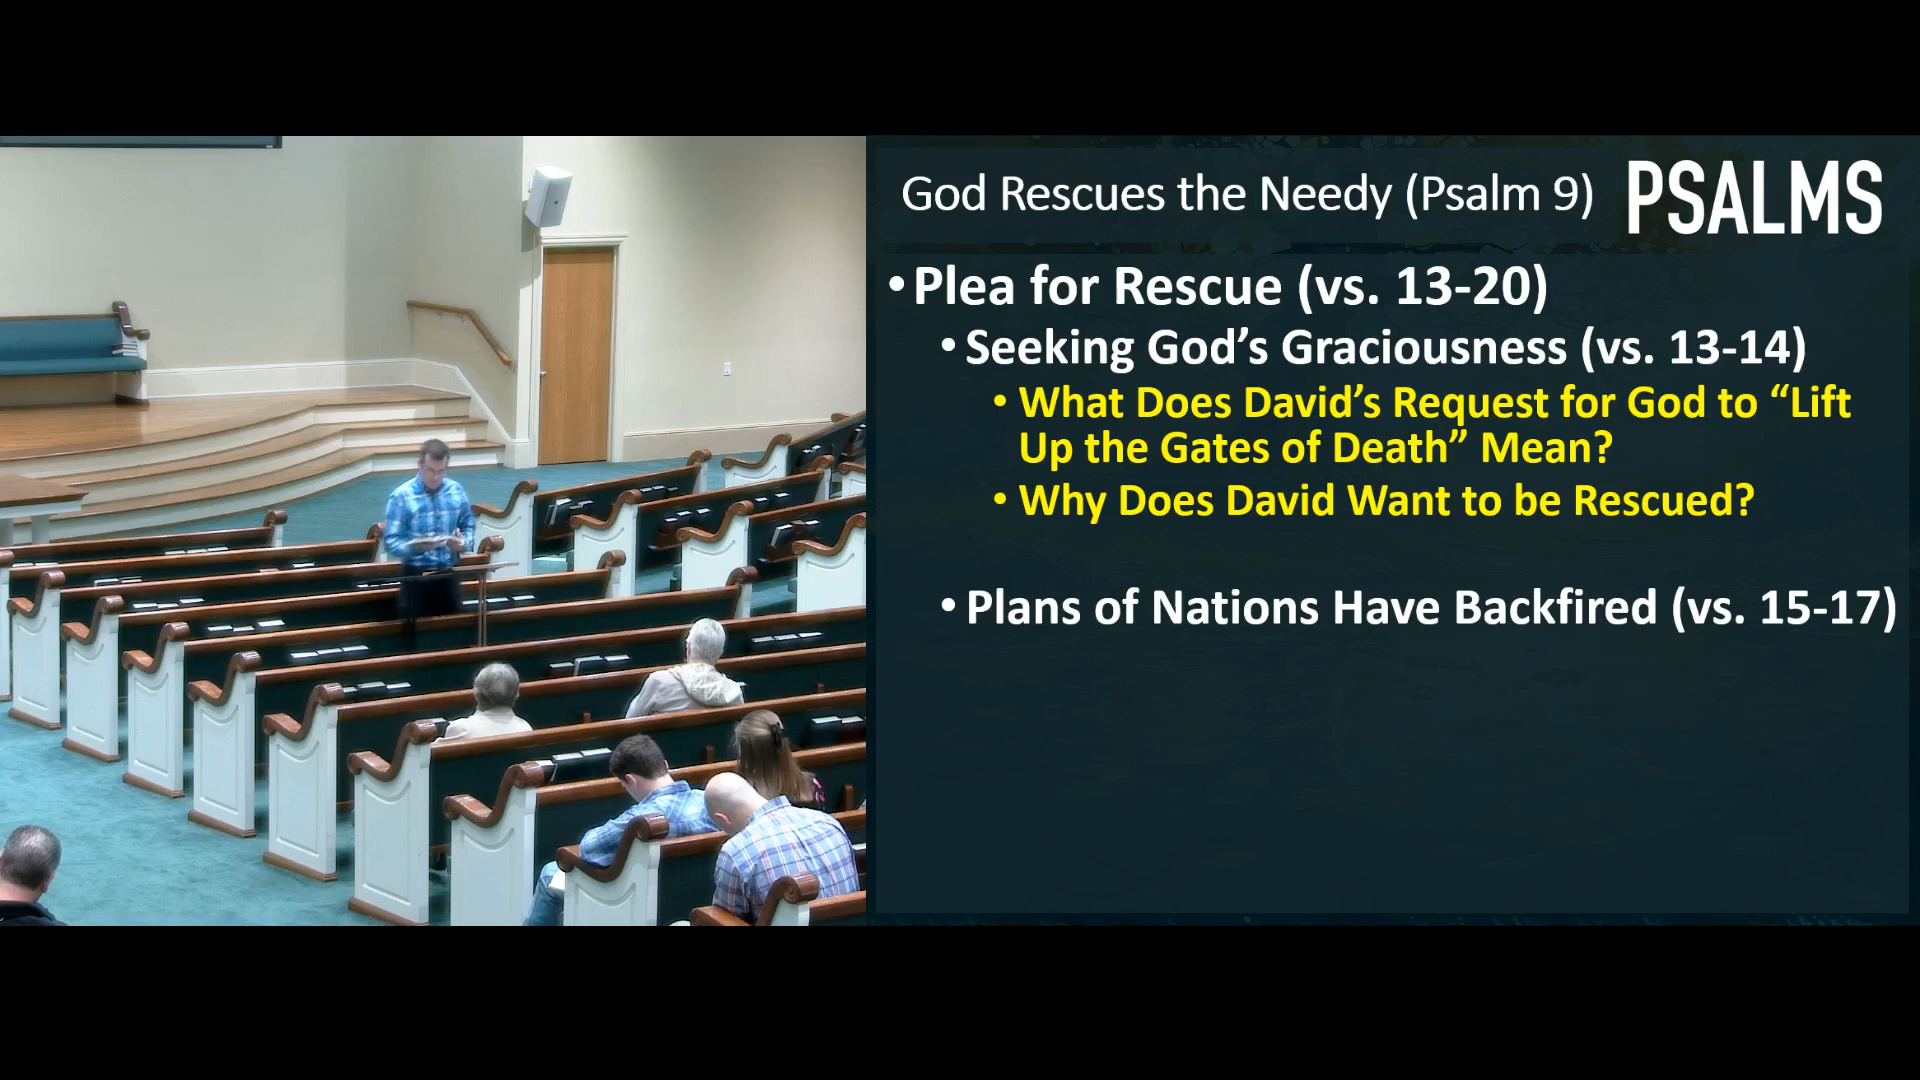 God Rescues the Needy (Psalm 9)
PSALMS
•Plea for Rescue (vs. 13-20)
•Seeking God’s Graciousness (vs. 13-14)
•What Does David’s Request for God to “Lift
Up the Gates of Death” Mean?
•Why Does David Want to be Rescued?
•Plans of Nations Have Backfired (vs. 15-17)